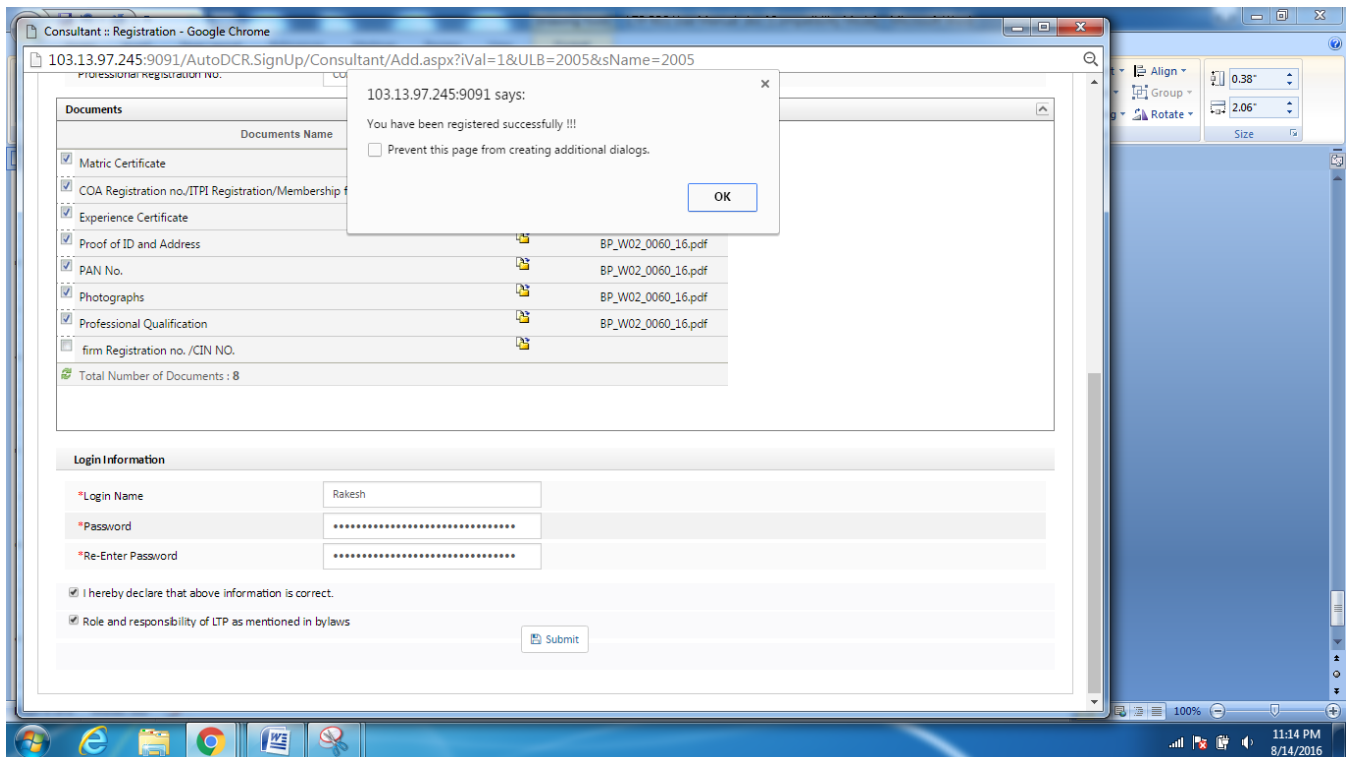 Consultant :: Registration - Google Chrome
103.13.97.245:9091/AutoDCR.SignUp/Consultant/Add.aspx?iVal=1&ULB=2005&sName=2005
Professional Registration No.
103.13.97.245:9091 says:
You have been registered successfully !!!
Prevent this page from creating additional dialogs.
OK
Documents
Documents Name
Matric Certificate
COA Registration no./ITPI Registration/Membership f
Experience Certificate
Proof of ID and Address BP_W02_0060_16.pdf
PAN No. BP_W02_0060_16.pdf
Photographs BP_W02_0060_16.pdf
Professional Qualification BP_W02_0060_16.pdf
firm Registration no. /CIN NO.
Total Number of Documents : 8
Login Information
*Login Name Rakesh
*Password
*Re-Enter Password
I hereby declare that above information is correct.
Role and responsibility of LTP as mentioned in bylaws
Submit
Align
Group
Rotate
0.38"
2.06"
Size
100%
11:14 PM
8/14/2016